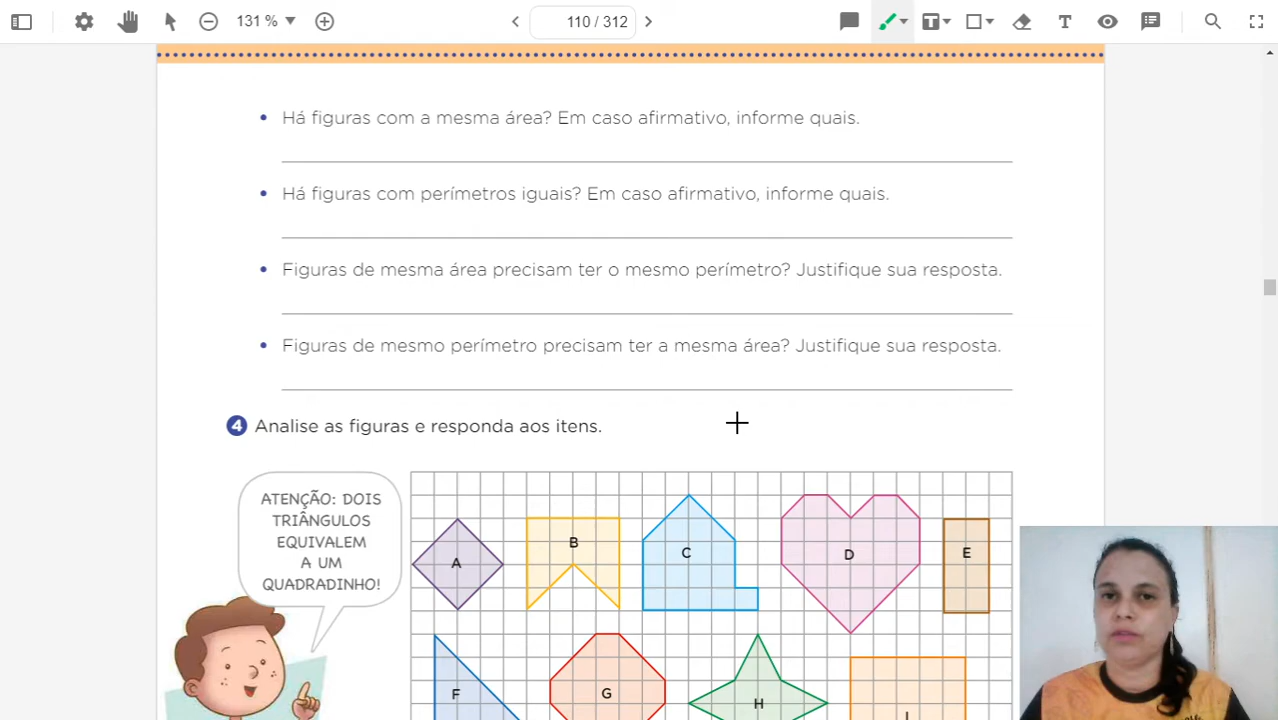 131 %
110 / 312
• Há figuras com a mesma área? Em caso afirmativo, informe quais.
• Há figuras com perímetros iguais? Em caso afirmativo, informe quais.
• Figuras de mesma área precisam ter o mesmo perímetro? Justifique sua resposta.
• Figuras de mesmo perímetro precisam ter a mesma área? Justifique sua resposta.
4 Analise as figuras e responda aos itens.
ATENÇÃO: DOIS
TRIÂNGULOS
EQUIVALEM
A UM
QUADRADINHO!
A
B
C
D
E
F
G
H